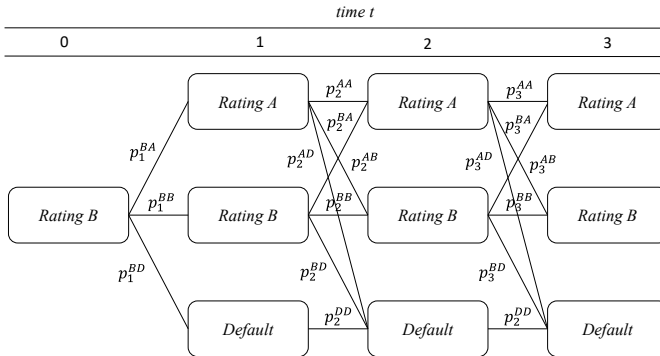 time t
0 1 2 3
Rating A Rating A Rating A
p_2^{AA} p_3^{AA}
p_2^{BA} p_3^{BA}
p_1^{BA} p_2^{AD} p_2^{AB} p_3^{AD} p_3^{AB}
Rating B p_1^{BB} Rating B p_2^{BB} Rating B p_3^{BB} Rating B
p_1^{BD} p_2^{BD} p_3^{BD}
Default p_2^{DD} Default p_2^{DD} Default